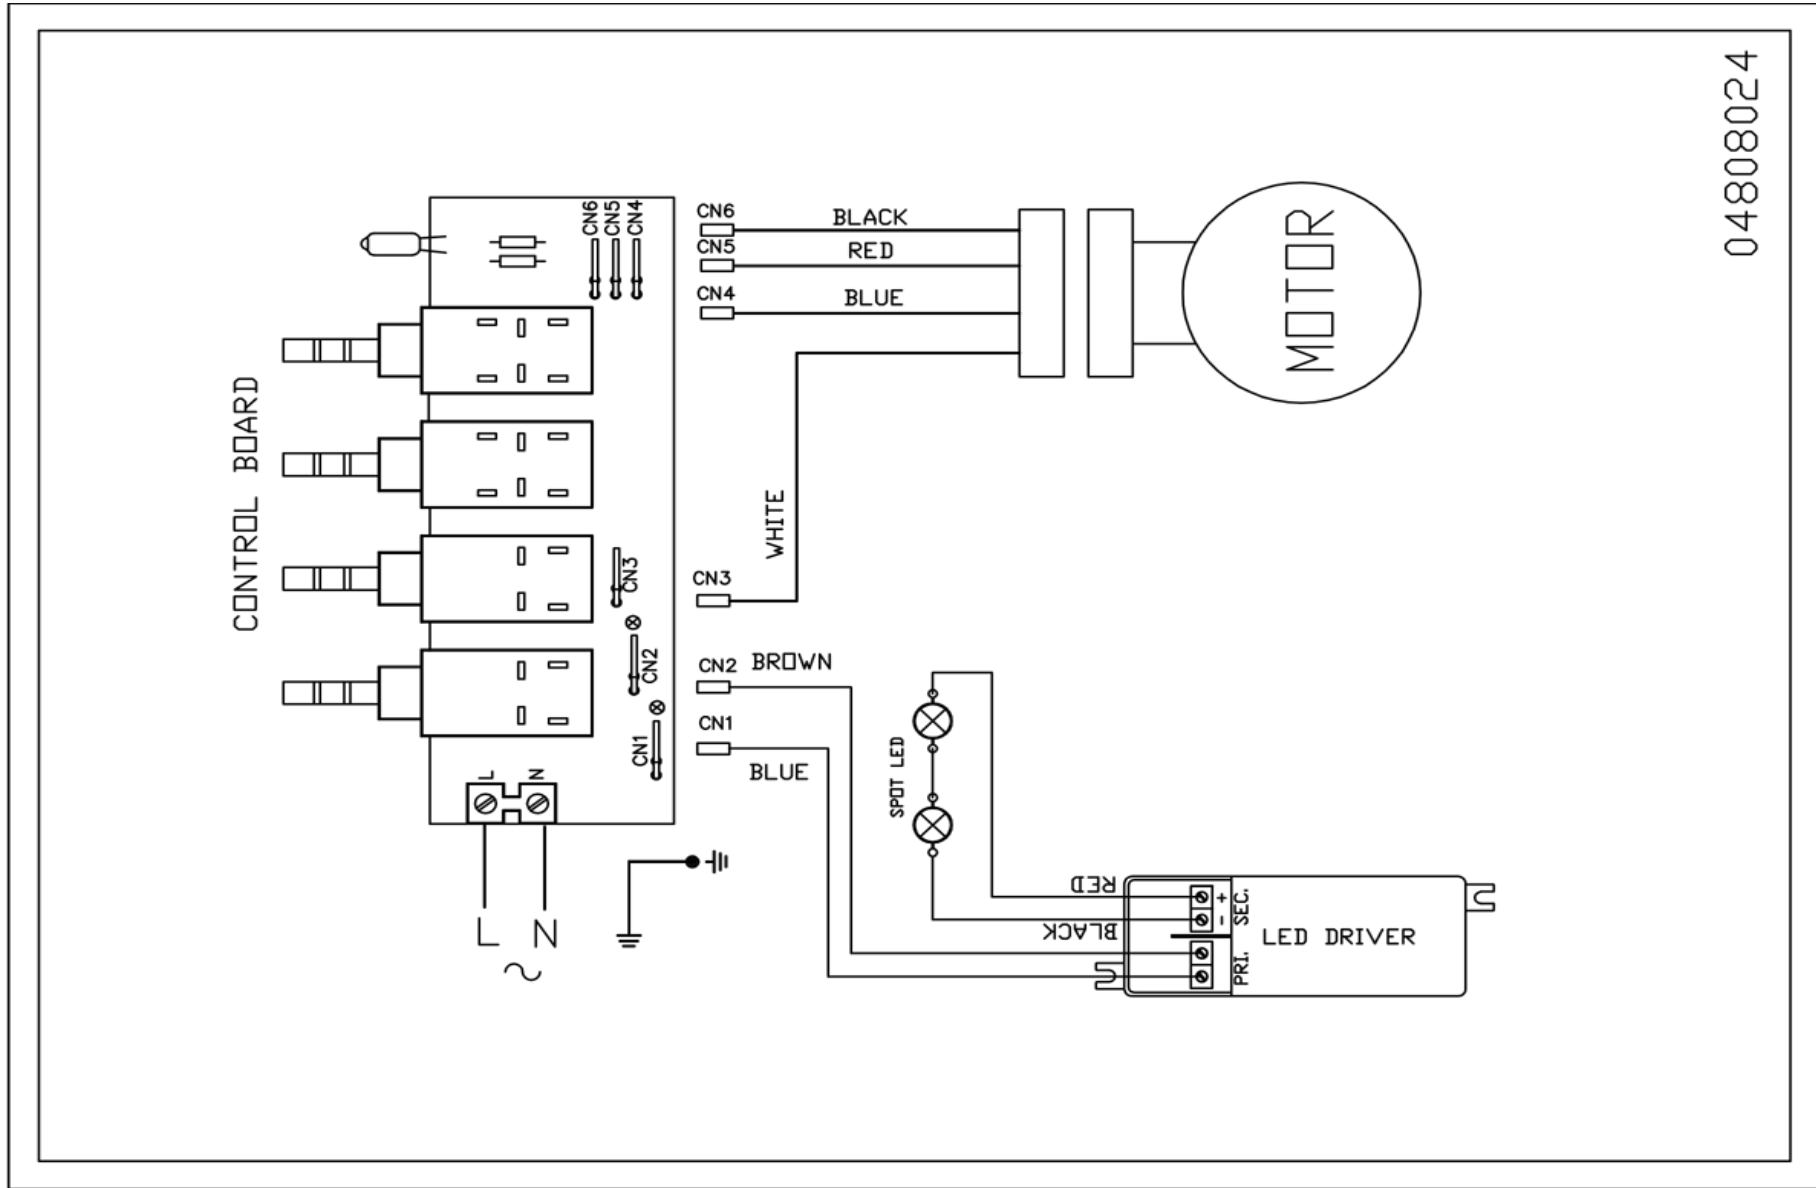 04808024
CN6
CN5
CN4
CN6
BLACK
CN5
RED
CN4
BLUE
MOTOR
CONTROL BOARD
WHITE
CN3
CN3
CN2
CN2
BROWN
CN1
CN1
BLUE
SPOT LED
L
N
RED
BLACK
+
-
SEC.
PRI.
LED DRIVER
L
N
~